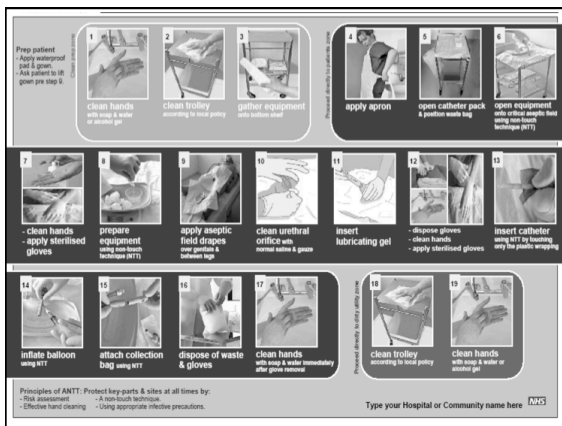 Prep patient
- Apply waterproof
pad & gown.
- Ask patient to lift
gown pre step 9.
Clean prep zone
1
clean hands
with soap & water
or alcohol gel
2
clean trolley
according to local policy
3
gather equipment
onto bottom shelf
Proceed directly to patients zone
4
apply apron
5
open catheter pack
& position waste bag
6
open equipment
onto critical aseptic field
using non-touch
technique (NTT)
7
- clean hands
- apply sterilised
gloves
8
prepare
equipment
using non-touch
technique (NTT)
9
apply aseptic
field drapes
over genitals &
between legs
10
clean urethral
orifice with
normal saline & gauze
11
insert
lubricating gel
12
- dispose gloves
- clean hands
- apply sterilised gloves
13
insert catheter
using NTT by touching
only the plastic wrapping
14
inflate balloon
using NTT
15
attach collection
bag using NTT
16
dispose of waste
& gloves
17
clean hands
with soap & water immediately
after glove removal
Proceed directly to dirty utility zone
18
clean trolley
according to local policy
19
clean hands
with soap & water or
alcohol gel
Principles of ANTT: Protect key-parts & sites at all times by:
- Risk assessment. - A non-touch technique.
- Effective hand cleaning - Using appropriate infective precautions.
Type your Hospital or Community name here NHS